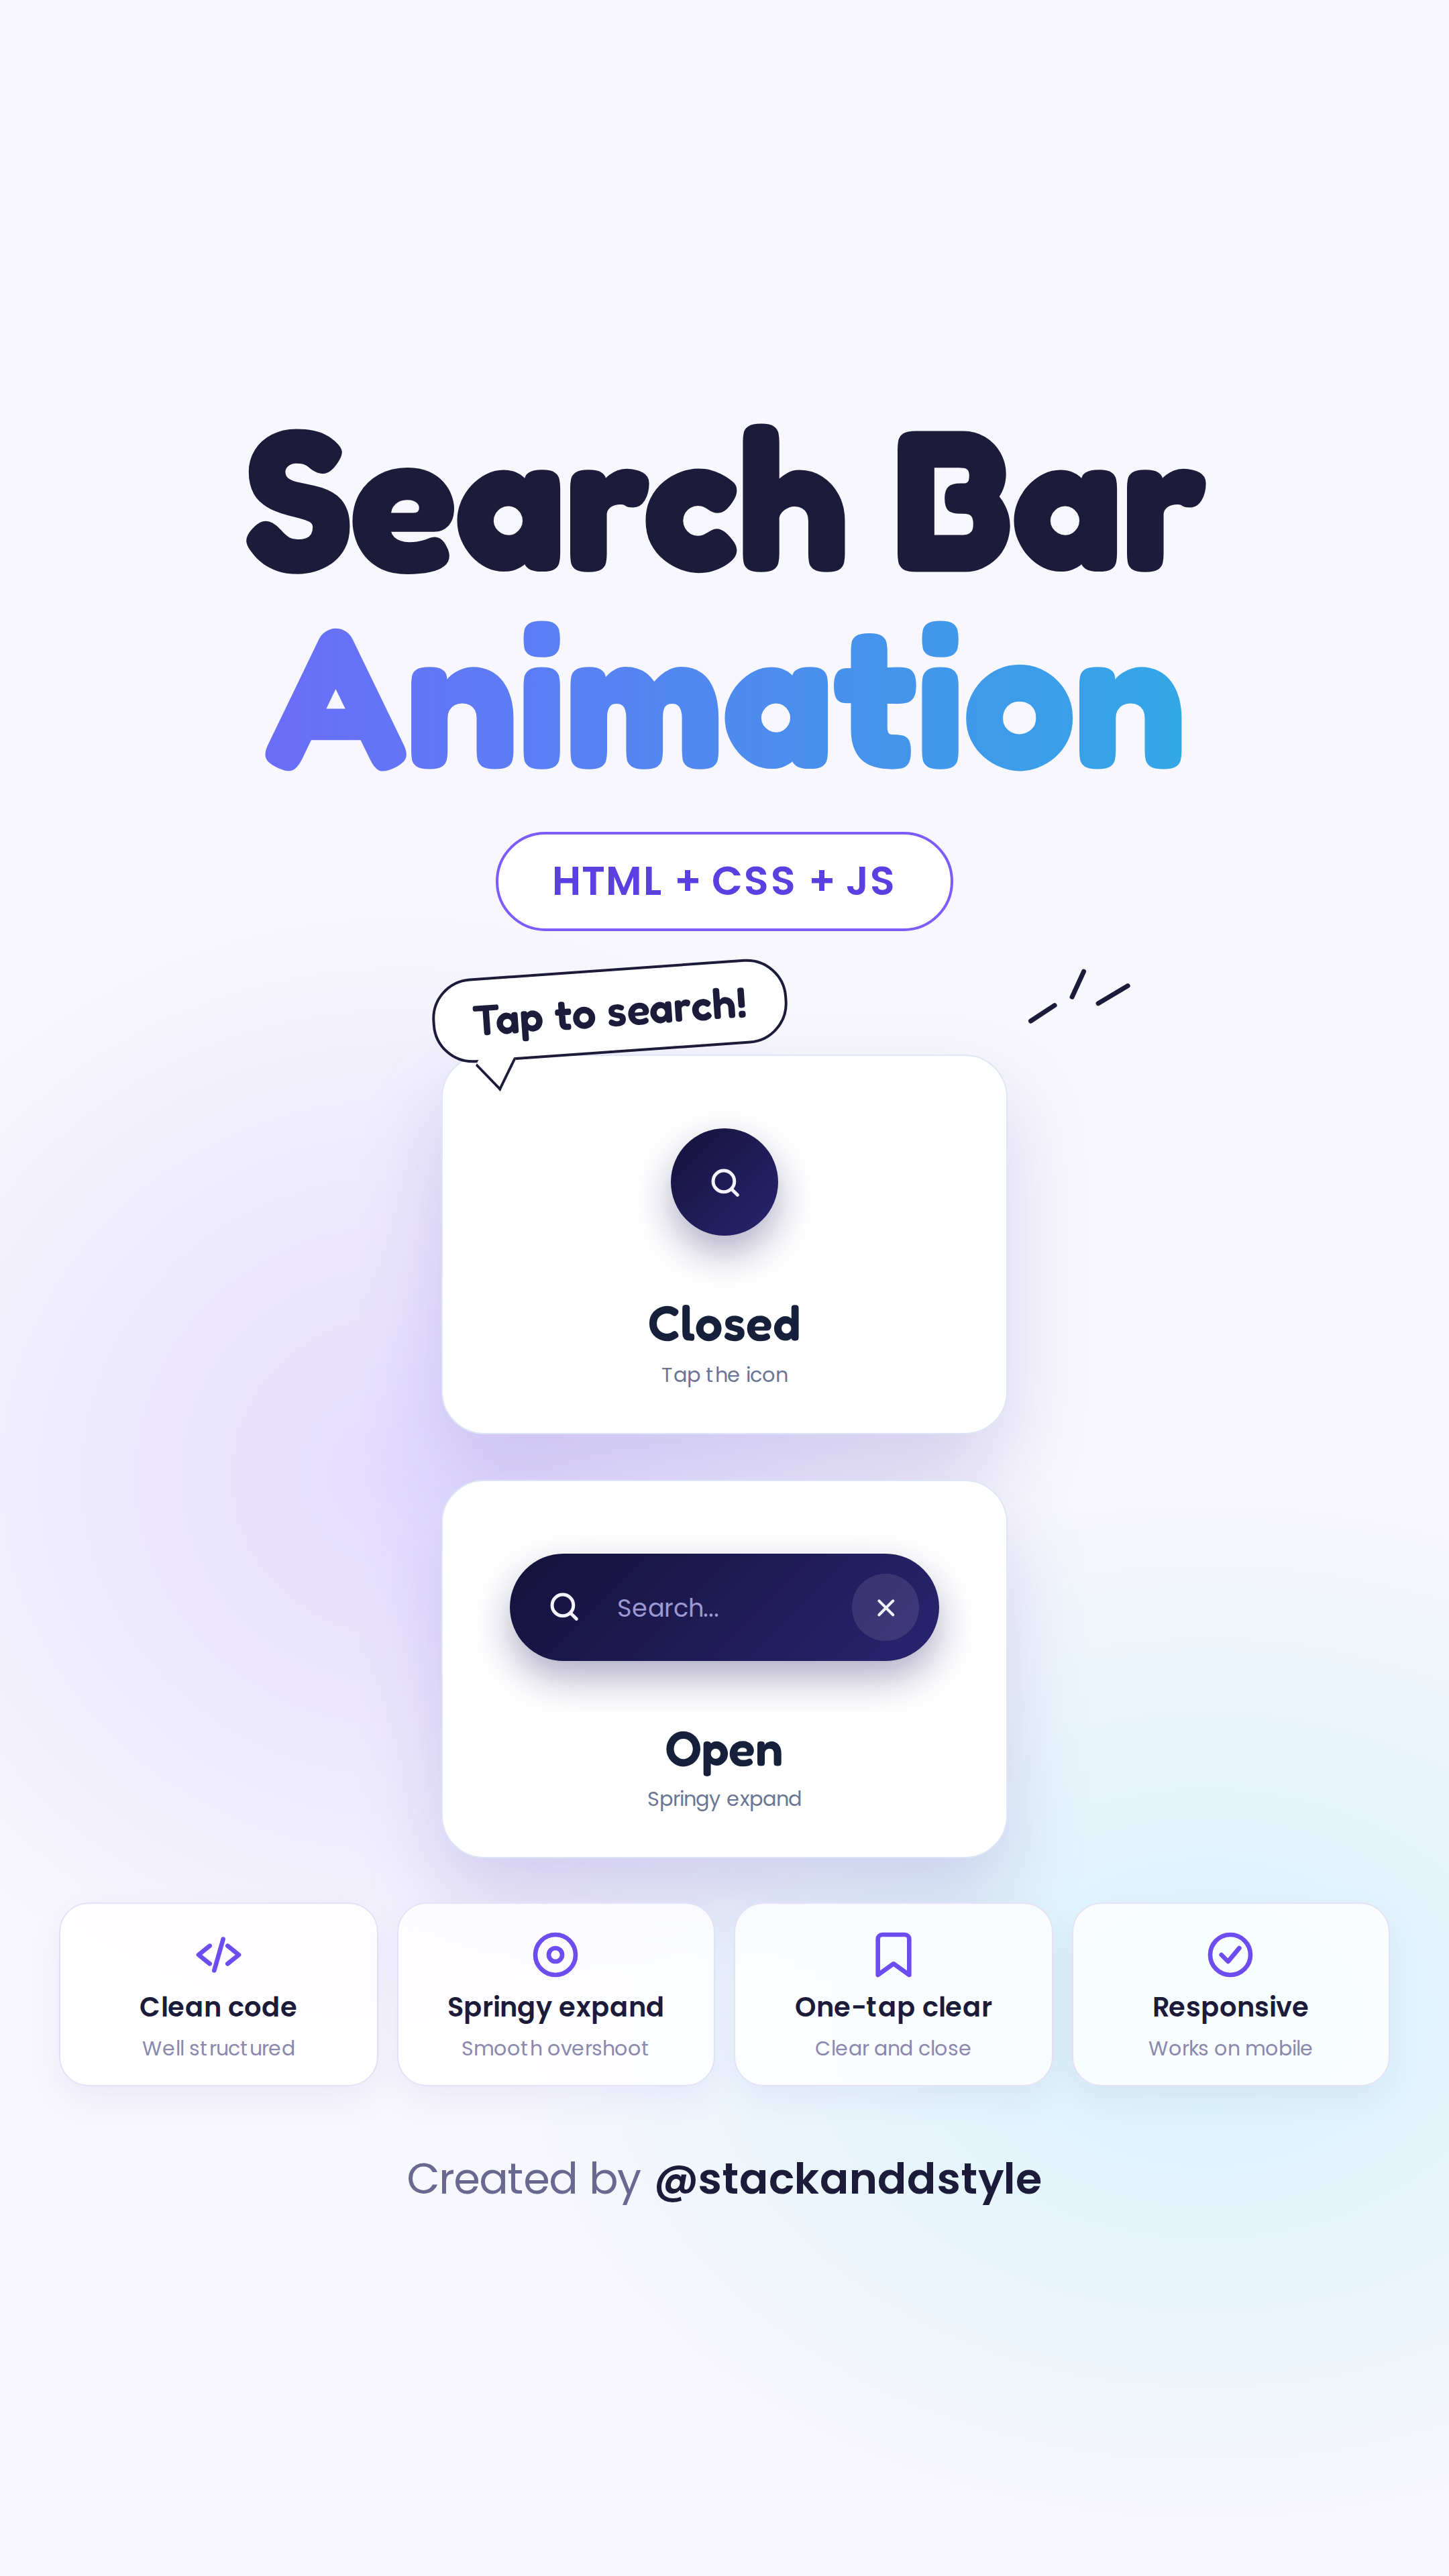 Search Bar
Animation
HTML + CSS + JS
Tap to search!
Closed
Tap the icon
Search...
Open
Springy expand
Clean code
Well structured
Springy expand
Smooth overshoot
One-tap clear
Clear and close
Responsive
Works on mobile
Created by @stackanddstyle